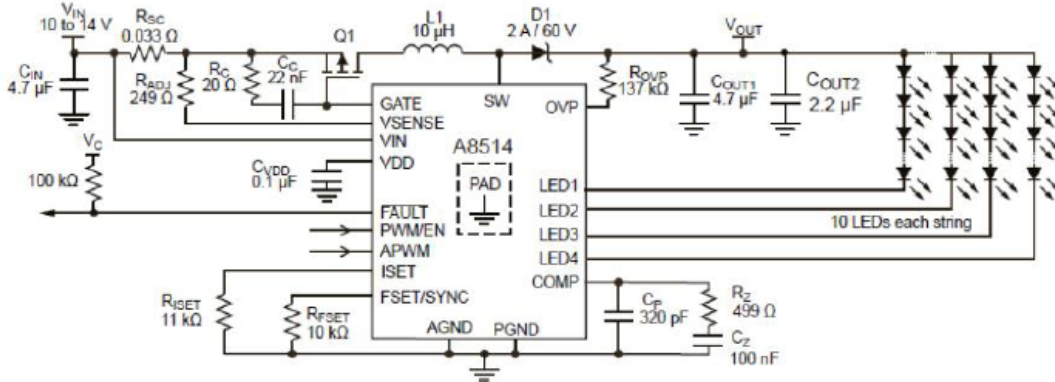 VIN
10 to 14 V
RSC
0.033 Ω
Q1
L1
10 µH
D1
2 A / 60 V
VOUT
CIN
4.7 µF
RADJ
249 Ω
RC
20 Ω
CC
22 nF
ROVP
137 kΩ
COUT1
4.7 µF
COUT2
2.2 µF
GATE
SW
OVP
VSENSE
VIN
VDD
A8514
PAD
VC
100 kΩ
CVDD
0.1 µF
LED1
LED2
LED3
LED4
10 LEDs each string
FAULT
PWM/EN
APWM
ISET
FSET/SYNC
COMP
AGND
PGND
RISET
11 kΩ
RFSET
10 kΩ
CP
320 pF
RZ
499 Ω
CZ
100 nF